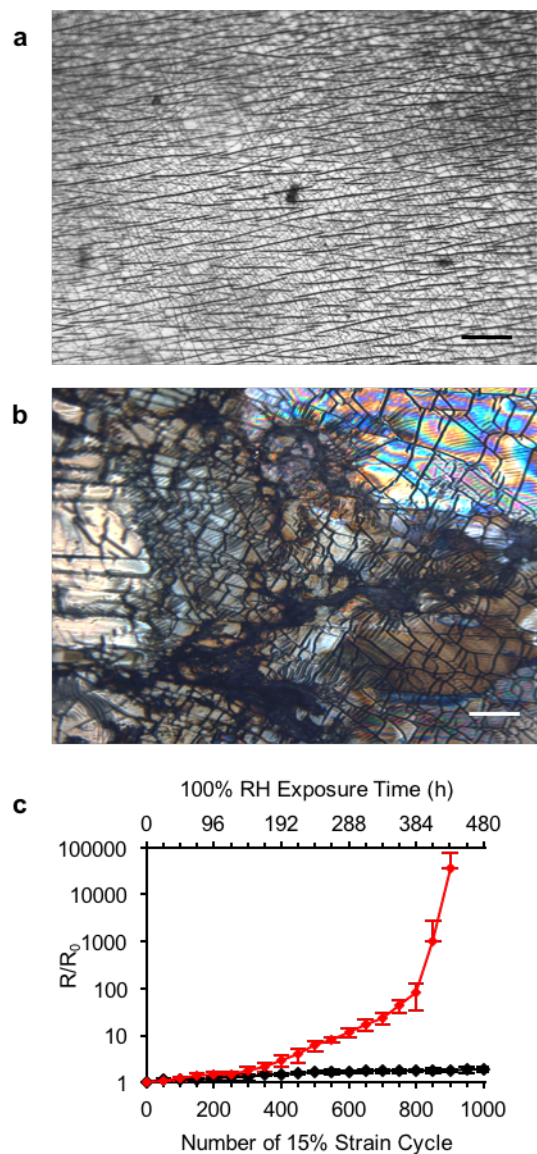 a
b
c
100% RH Exposure Time (h)
0 96 192 288 384 480
100000
10000
1000
100
10
1
R/R0
0 200 400 600 800 1000
Number of 15% Strain Cycle